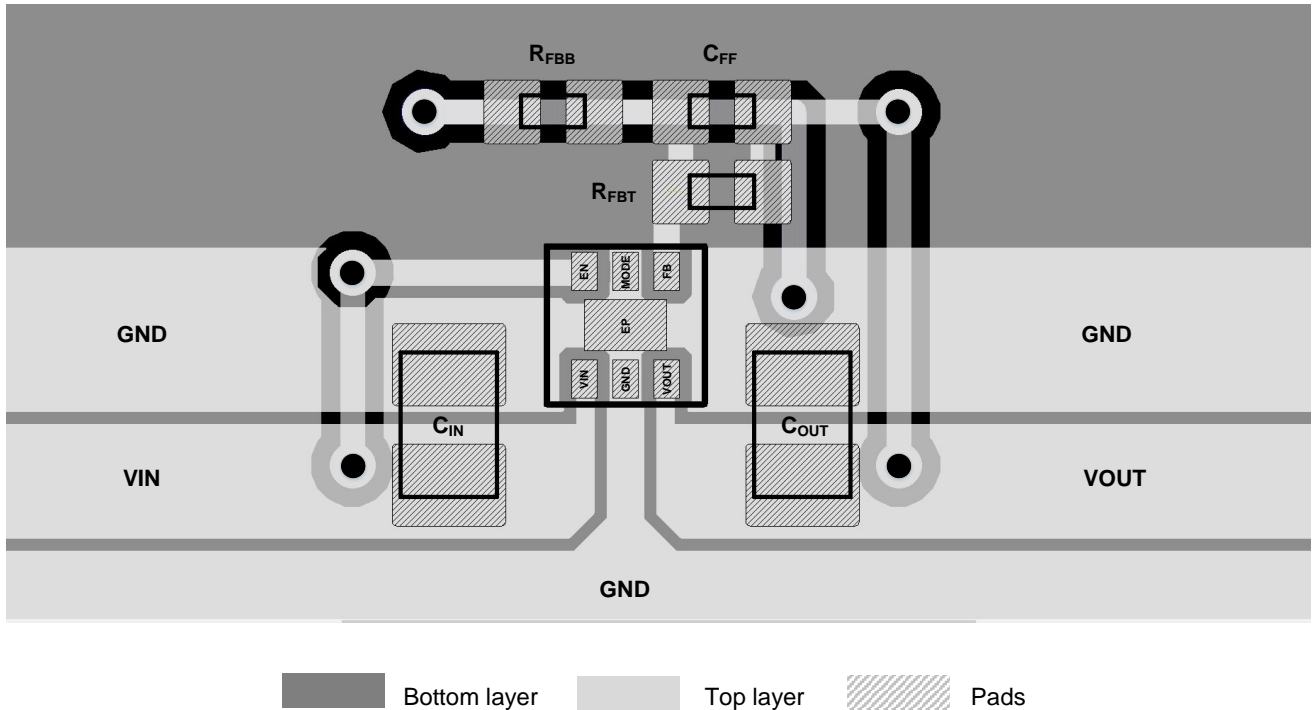 RFBB
CFF
RFBT
EN
MODE
FB
EP
VIN
GND
VOUT
GND
GND
CIN
COUT
VIN
VOUT
GND
Bottom layer
Top layer
Pads